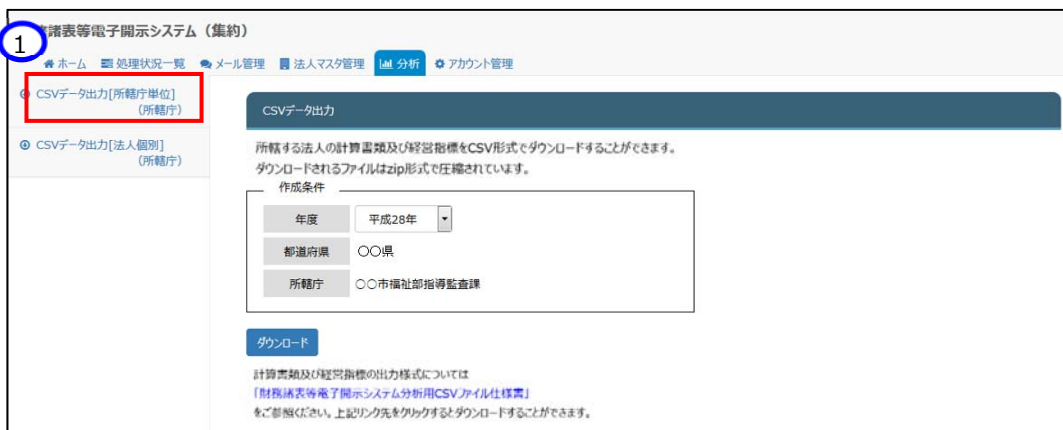 諸表等電子開示システム（集約）
1
ホーム 処理状況一覧 メール管理 法人マスタ管理 分析 アカウント管理
CSVデータ出力[所轄庁単位]
（所轄庁）
CSVデータ出力[法人個別]
（所轄庁）
CSVデータ出力
所轄する法人の計算書類及び経営指標をCSV形式でダウンロードすることができます。
ダウンロードされるファイルはzip形式で圧縮されています。
作成条件
年度 平成28年
都道府県 〇〇県
所轄庁 〇〇市福祉部指導監査課
ダウンロード
計算書類及び経営指標の出力様式については
「財務諸表等電子開示システム分析用CSVファイル仕様書」
をご参照ください。上記リンク先をクリックするとダウンロードすることができます。